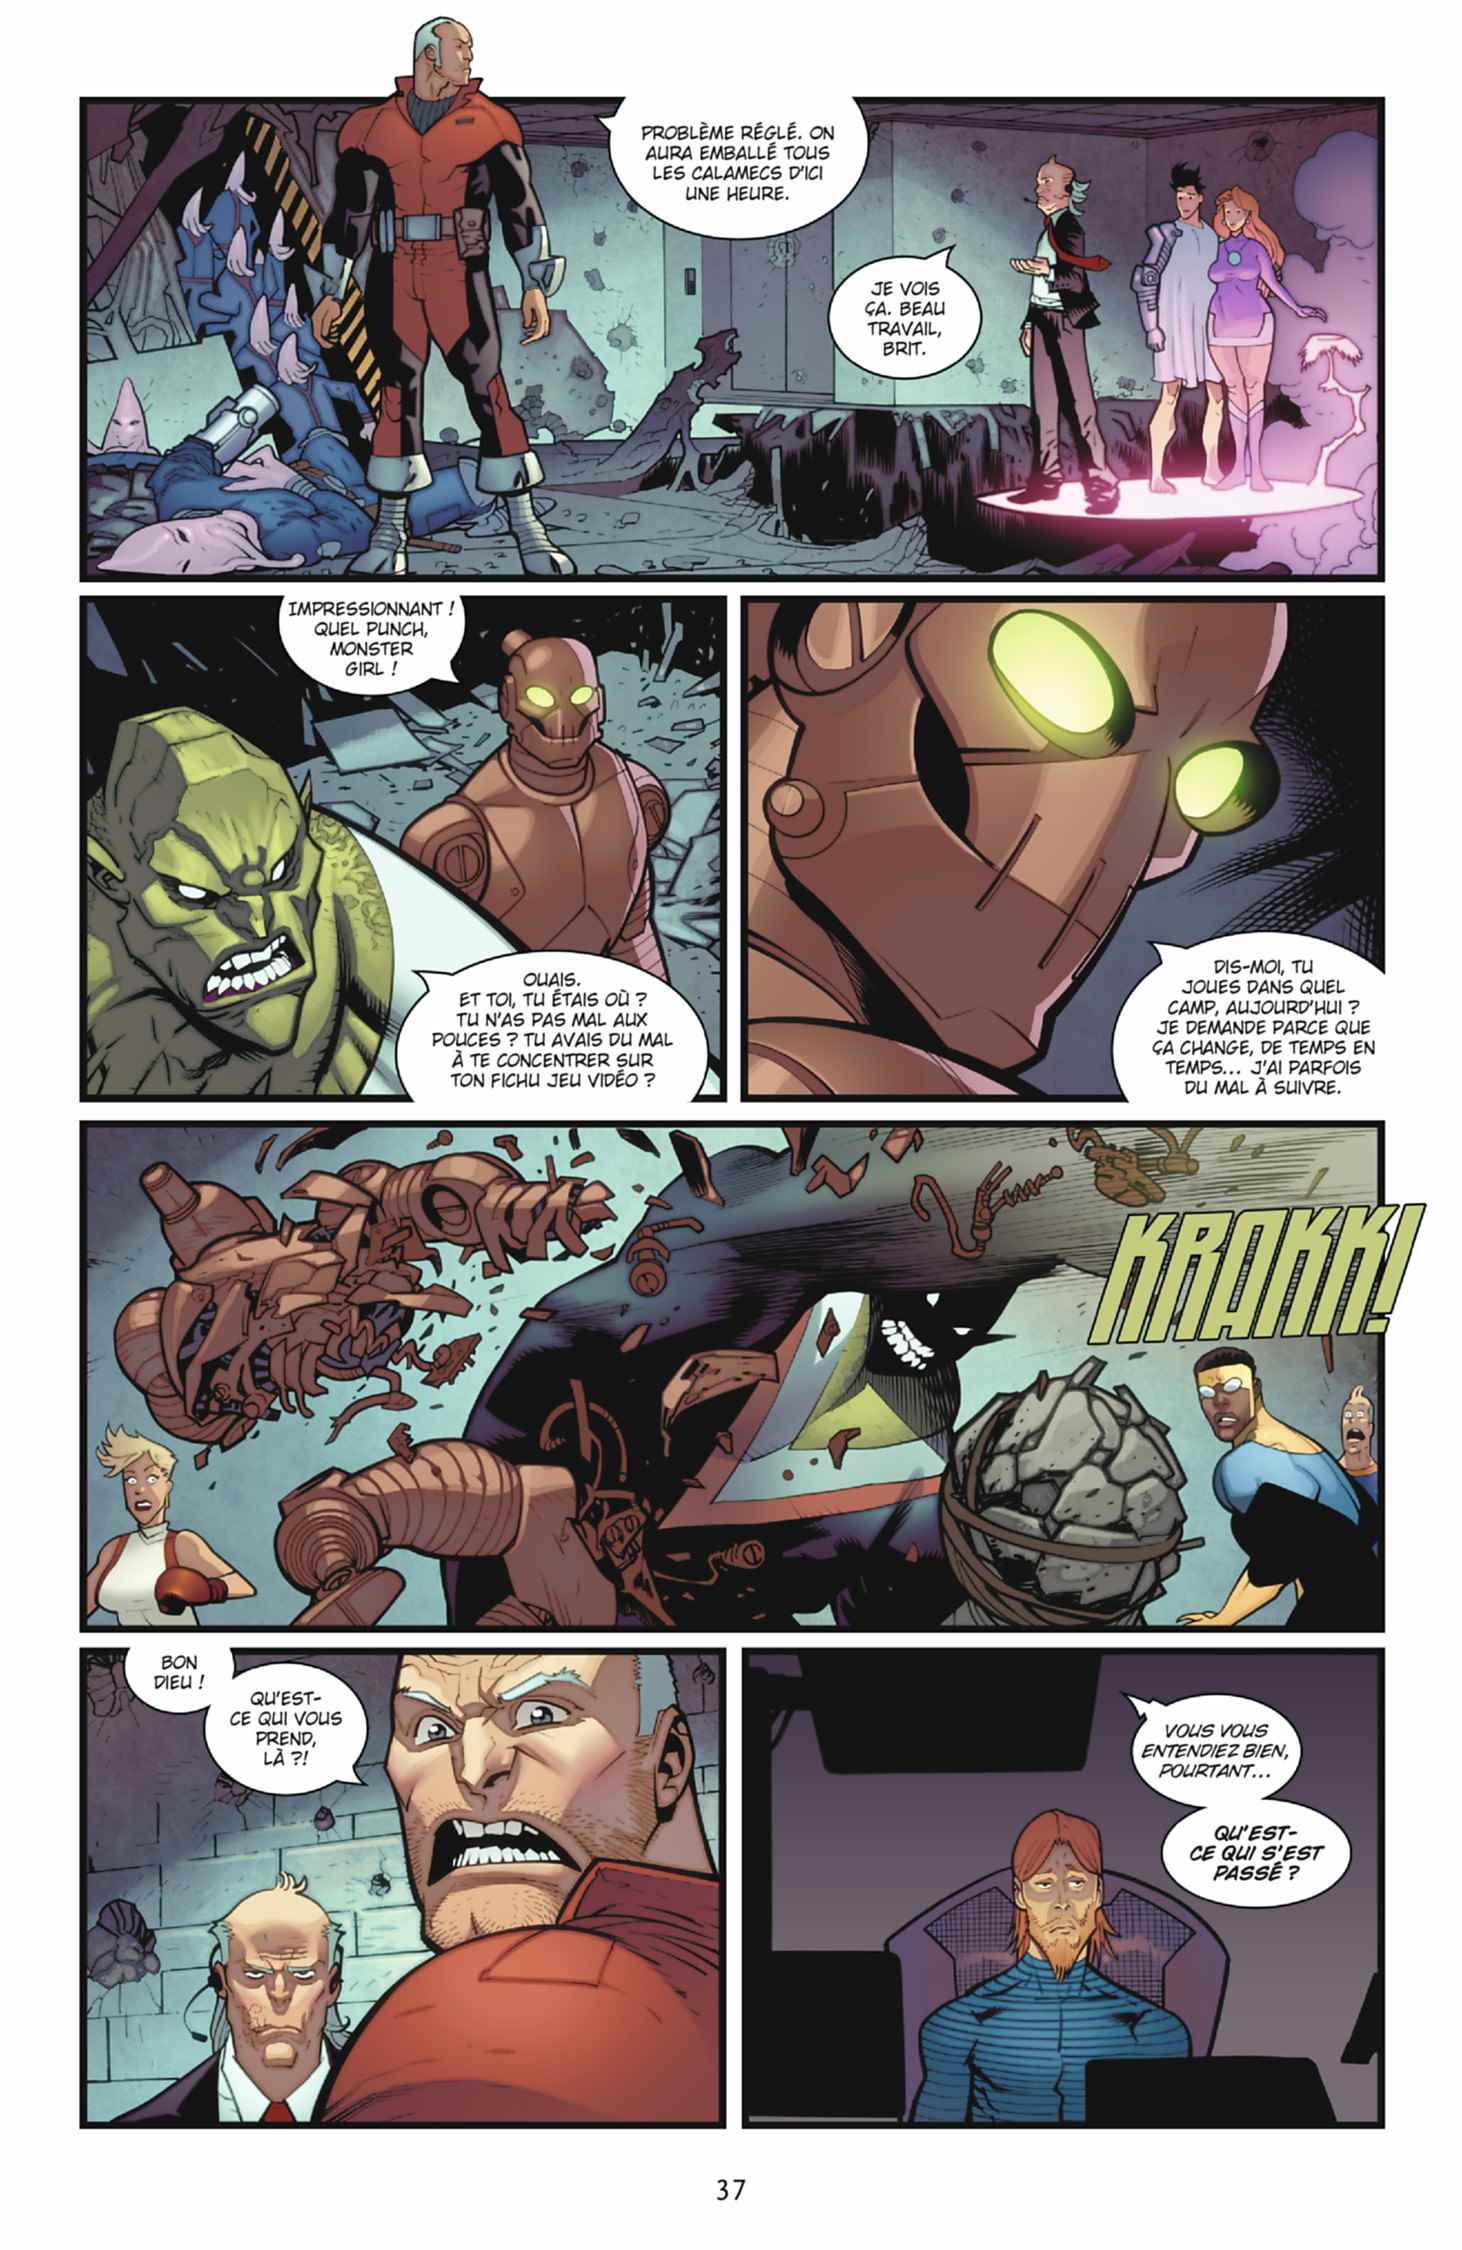 PROBLÈME RÉGLÉ. ON
AURA EMBALLÉ TOUS
LES CALAMECS D'ICI
UNE HEURE.
JE VOIS
ÇA. BEAU
TRAVAIL,
BRIT.
IMPRESSIONNANT !
QUEL PUNCH,
MONSTER
GIRL !
OUAIS.
ET TOI, TU ÉTAIS OÙ ?
TU N'AS PAS MAL AUX
POUCES ? TU AVAIS DU MAL
À TE CONCENTRER SUR
TON FICHU JEU VIDÉO ?
DIS-MOI, TU
JOUES DANS QUEL
CAMP, AUJOURD'HUI ?
JE DEMANDE PARCE QUE
ÇA CHANGE, DE TEMPS EN
TEMPS... J'AI PARFOIS
DU MAL À SUIVRE.
KRAKK!
BON
DIEU !
QU'EST-
CE QUI VOUS
PREND,
LÀ ?!
VOUS VOUS
ENTENDIEZ BIEN,
POURTANT...
QU'EST-
CE QUI S'EST
PASSÉ ?
37